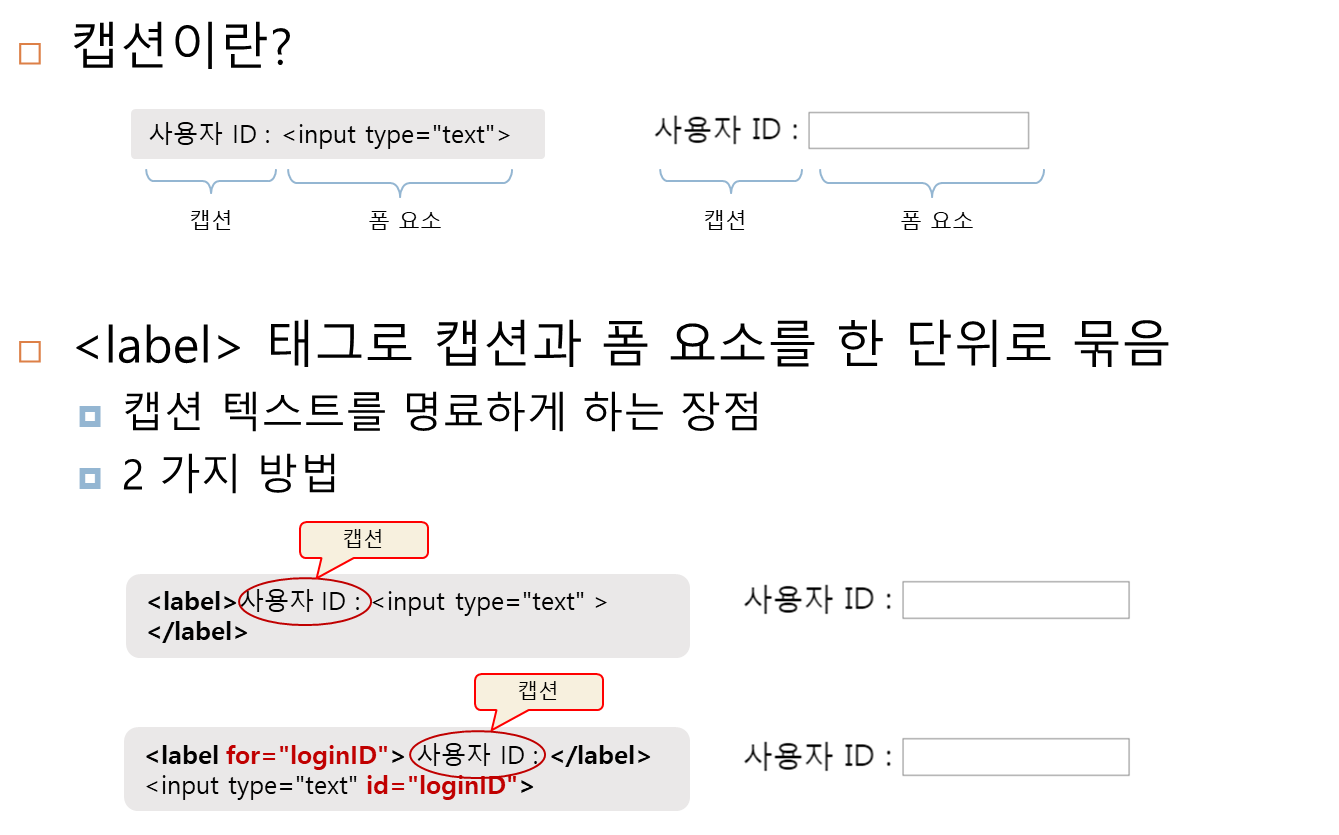 캡션이란?
사용자 ID : <input type="text">
사용자 ID :
캡션
폼 요소
캡션
폼 요소
<label> 태그로 캡션과 폼 요소를 한 단위로 묶음
캡션 텍스트를 명료하게 하는 장점
2 가지 방법
캡션
<label>사용자 ID : <input type="text" >
</label>
사용자 ID :
캡션
<label for="loginID"> 사용자 ID : </label>
<input type="text" id="loginID">
사용자 ID :